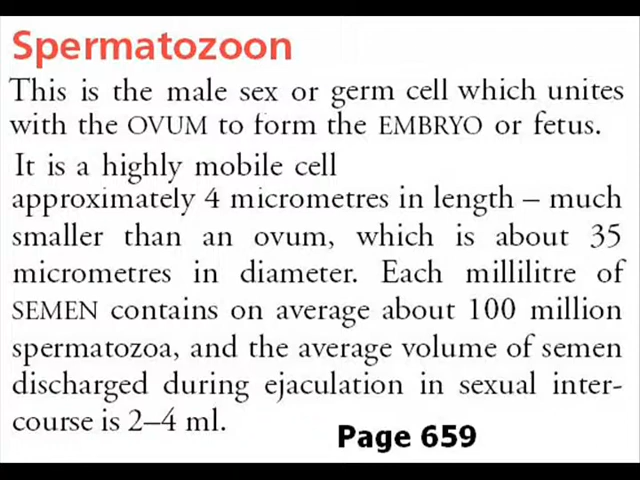 Spermatozoon
This is the male sex or germ cell which unites
with the OVUM to form the EMBRYO or fetus.
It is a highly mobile cell
approximately 4 micrometres in length – much
smaller than an ovum, which is about 35
micrometres in diameter. Each millilitre of
SEMEN contains on average about 100 million
spermatozoa, and the average volume of semen
discharged during ejaculation in sexual inter-
course is 2–4 ml.
Page 659